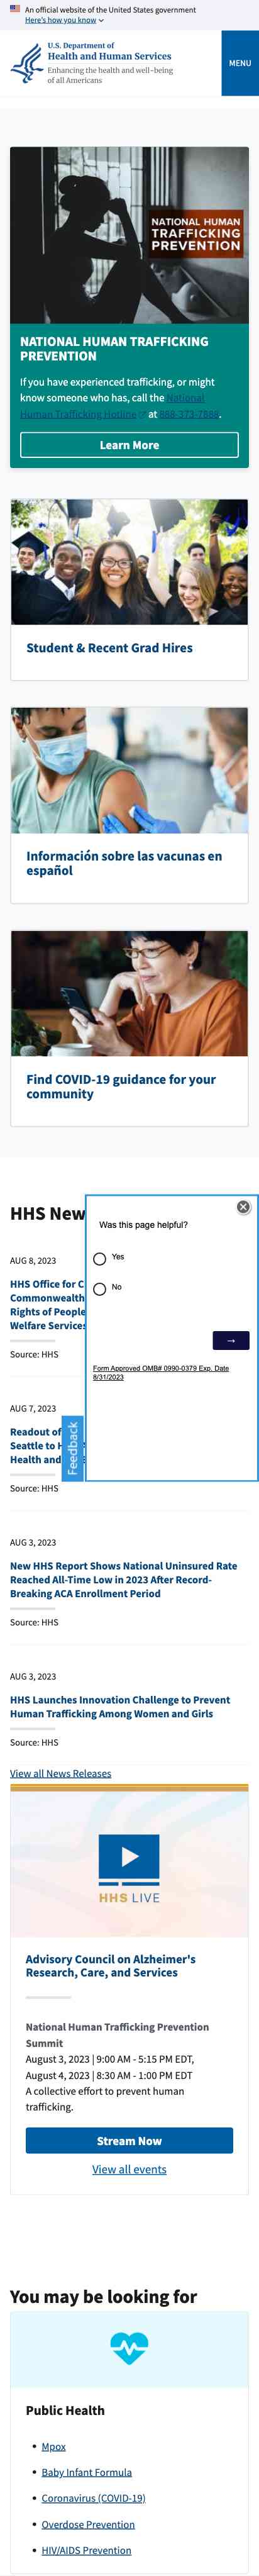 An official website of the United States government
Here's how you know
U.S. Department of
Health and Human Services
Enhancing the health and well-being
of all Americans
MENU
NATIONAL HUMAN
TRAFFICKING
PREVENTION
NATIONAL HUMAN TRAFFICKING
PREVENTION
If you have experienced trafficking, or might
know someone who has, call the National
Human Trafficking Hotline at 888-373-7888.
Learn More
Student & Recent Grad Hires
Información sobre las vacunas en
español
Find COVID-19 guidance for your
community
HHS New
Was this page helpful?
Yes
No
→
Form Approved OMB# 0990-0379 Exp. Date
8/31/2023
Feedback
AUG 8, 2023
HHS Office for C
Commonwealth
Rights of People
Welfare Services
Source: HHS
AUG 7, 2023
Readout of
Seattle to H
Health and
Source: HHS
AUG 3, 2023
New HHS Report Shows National Uninsured Rate
Reached All-Time Low in 2023 After Record-
Breaking ACA Enrollment Period
Source: HHS
AUG 3, 2023
HHS Launches Innovation Challenge to Prevent
Human Trafficking Among Women and Girls
Source: HHS
View all News Releases
HHS LIVE
Advisory Council on Alzheimer's
Research, Care, and Services
National Human Trafficking Prevention
Summit
August 3, 2023 | 9:00 AM - 5:15 PM EDT,
August 4, 2023 | 8:30 AM - 1:00 PM EDT
A collective effort to prevent human
trafficking.
Stream Now
View all events
You may be looking for
Public Health
• Mpox
• Baby Infant Formula
• Coronavirus (COVID-19)
• Overdose Prevention
• HIV/AIDS Prevention